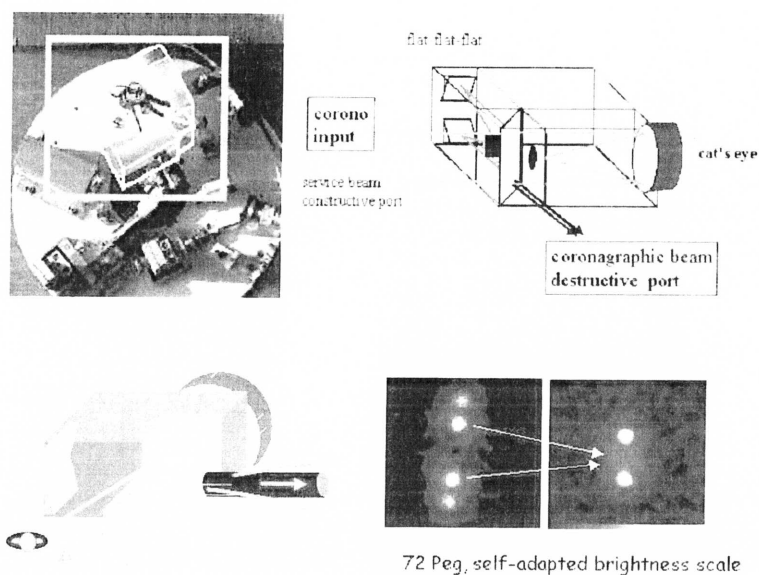 flat flat-flat
corono
input
service beam
constructive port
cat's eye
coronagraphic beam
destructive port
72 Peg, self-adapted brightness scale